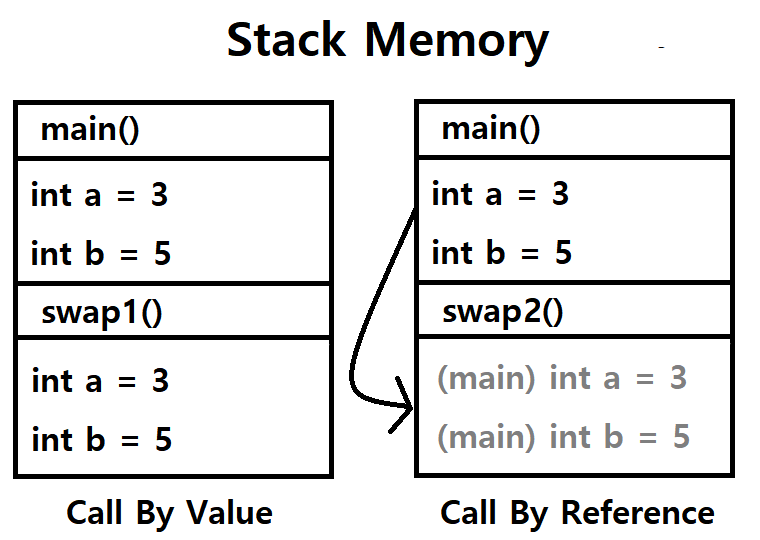 Stack Memory
main()
int a = 3
int b = 5
swap1()
int a = 3
int b = 5
Call By Value
main()
int a = 3
int b = 5
swap2()
(main) int a = 3
(main) int b = 5
Call By Reference